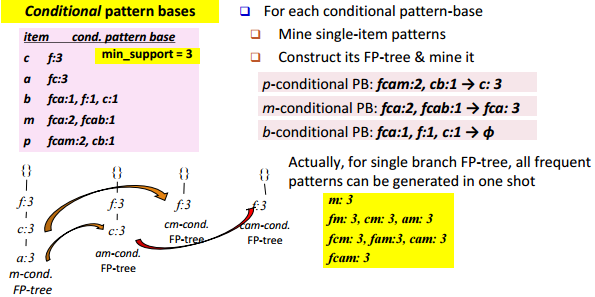 Conditional pattern bases
item cond. pattern base
c f:3
min_support = 3
a fc:3
b fca:1, f:1, c:1
m fca:2, fcab:1
p fcam:2, cb:1
For each conditional pattern-base
Mine single-item patterns
Construct its FP-tree & mine it
p-conditional PB: fcam:2, cb:1 → c: 3
m-conditional PB: fca:2, fcab:1 → fca: 3
b-conditional PB: fca:1, f:1, c:1 → ϕ
Actually, for single branch FP-tree, all frequent
patterns can be generated in one shot
m: 3
fm: 3, cm: 3, am: 3
fcm: 3, fam:3, cam: 3
fcam: 3
{}
f:3
c:3
a:3
m-cond.
FP-tree
{}
f:3
c:3
am-cond.
FP-tree
{}
f:3
cm-cond.
FP-tree
{}
f:3
cam-cond.
FP-tree